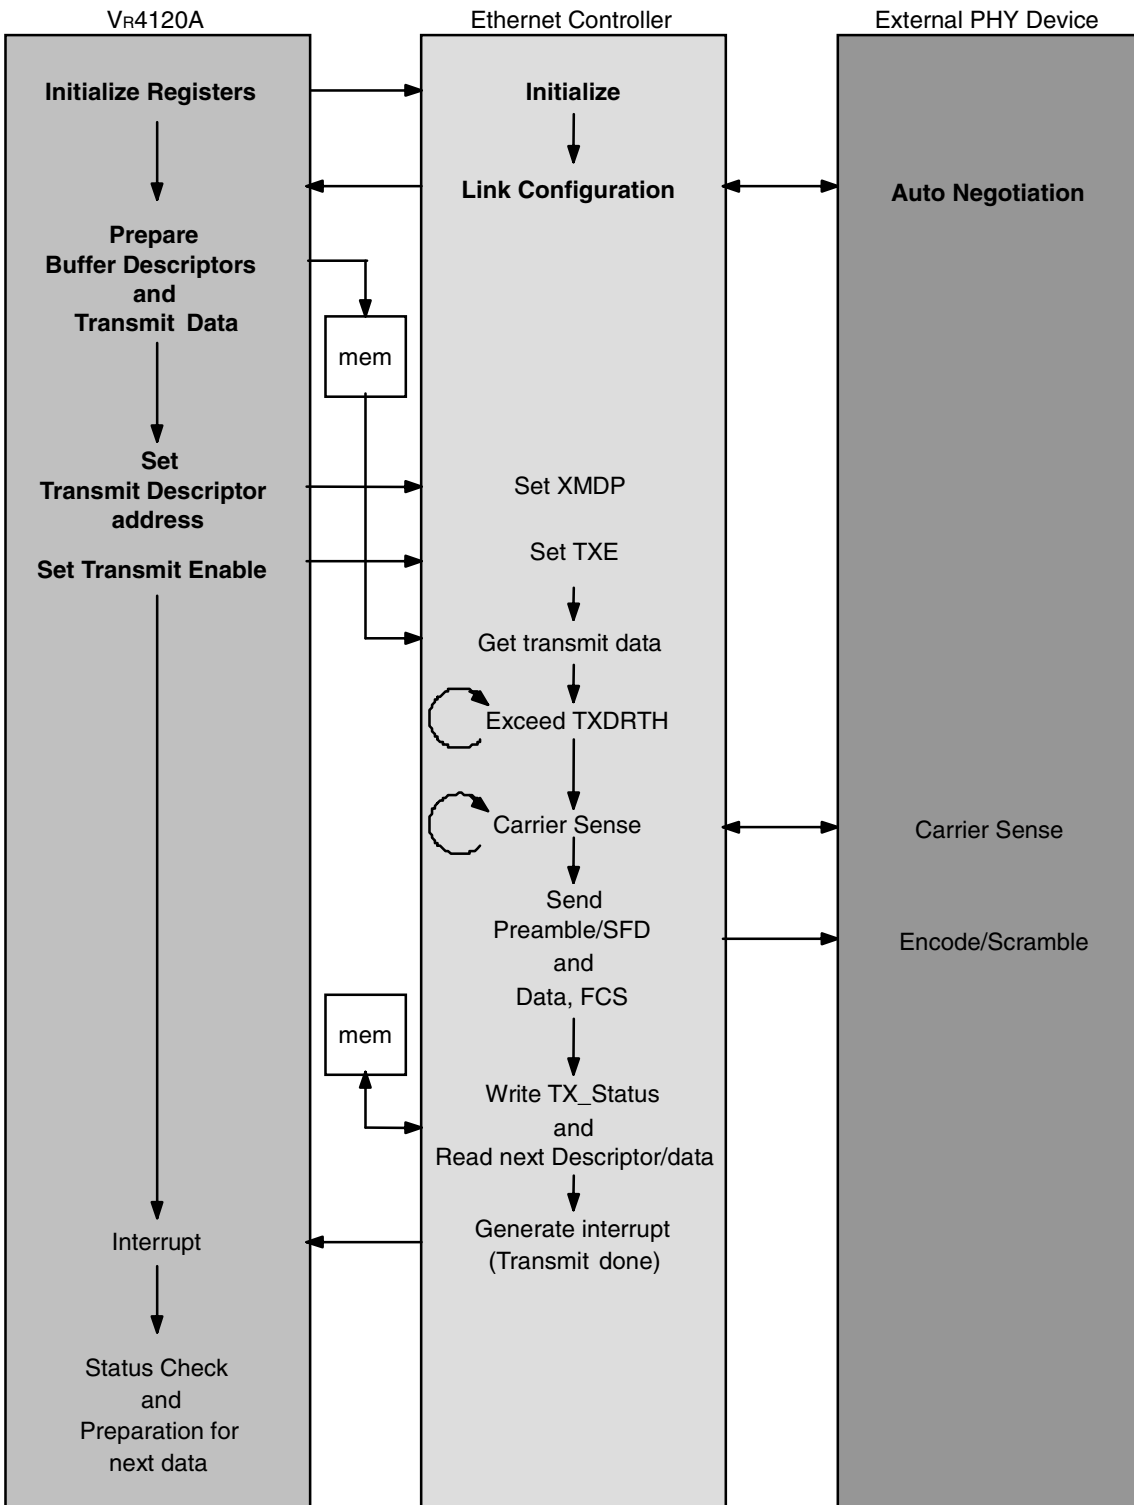 VR4120A
Ethernet Controller
External PHY Device
Initialize Registers
Initialize
Link Configuration
Auto Negotiation
Prepare
Buffer Descriptors
and
Transmit Data
mem
Set
Transmit Descriptor
address
Set XMDP
Set Transmit Enable
Set TXE
Get transmit data
Exceed TXDRTH
Carrier Sense
Carrier Sense
Send
Preamble/SFD
and
Data, FCS
Encode/Scramble
mem
Write TX_Status
and
Read next Descriptor/data
Interrupt
Generate interrupt
(Transmit done)
Status Check
and
Preparation for
next data